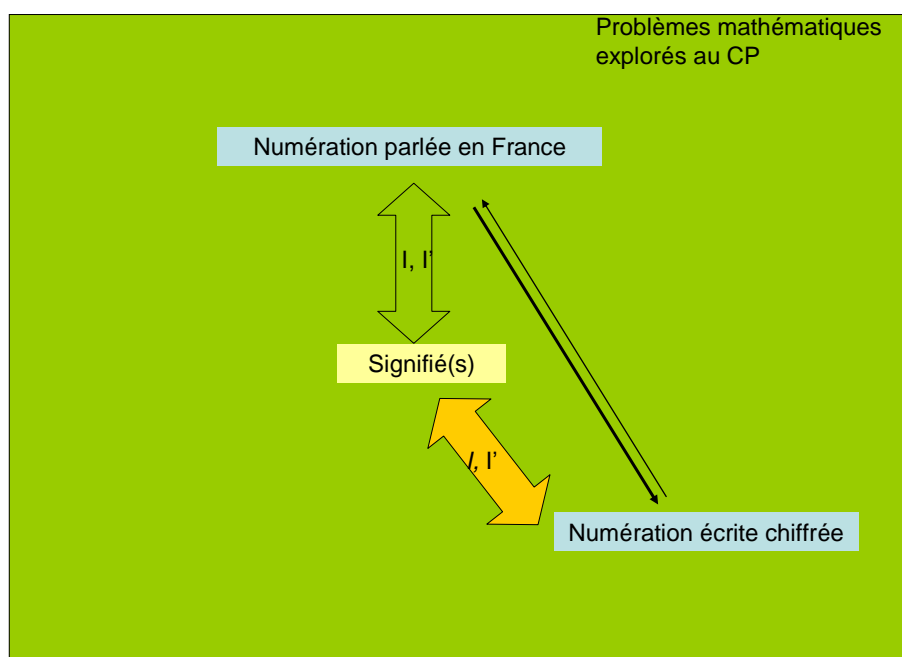 Problèmes mathématiques
explorés au CP
Numération parlée en France
I, I’
Signifié(s)
I, I’
Numération écrite chiffrée